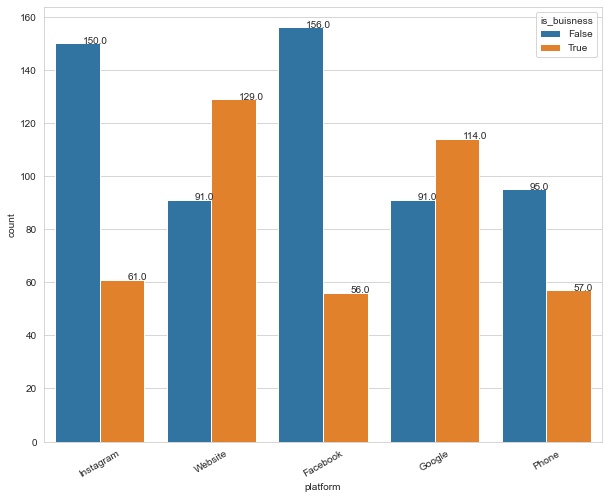 is_buisness
False
True
160
140
120
100
80
60
40
20
0
count
150.0
61.0
91.0
129.0
156.0
56.0
91.0
114.0
95.0
57.0
Instagram
Website
Facebook
Google
Phone
platform